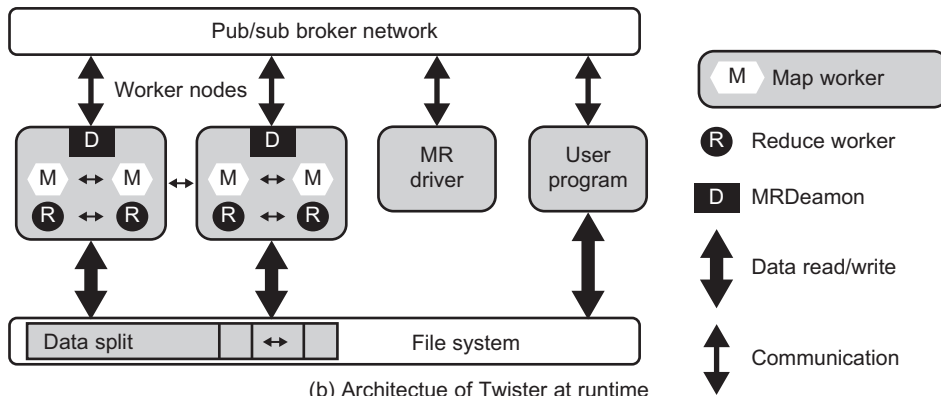 Pub/sub broker network
Worker nodes
D
D
M
M
M
M
R
R
R
R
MR
driver
User
program
Data split
File system
(b) Architectue of Twister at runtime
M
Map worker
R
Reduce worker
D
MRDeamon
Data read/write
Communication